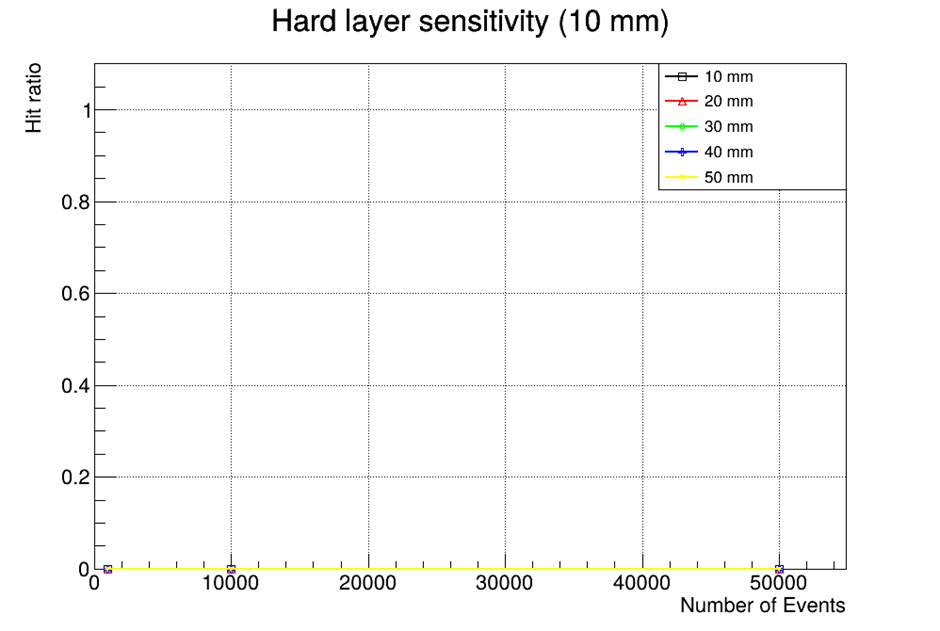 Hard layer sensitivity (10 mm)
Hit ratio
10 mm
20 mm
30 mm
40 mm
50 mm
1
0.8
0.6
0.4
0.2
0
0 10000 20000 30000 40000 50000
Number of Events